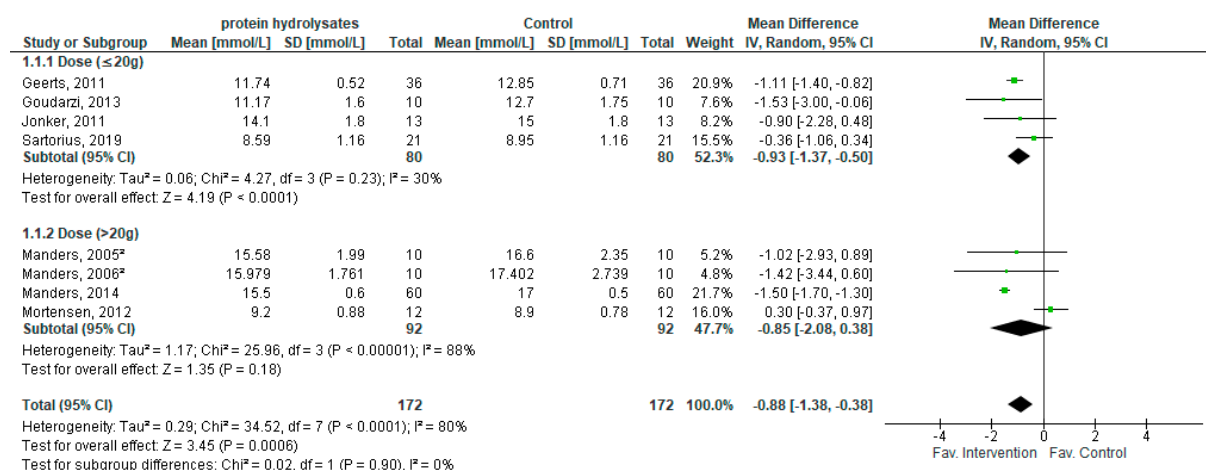 protein hydrolysates Control Mean Difference Mean Difference
Study or Subgroup Mean [mmol/L] SD [mmol/L] Total Mean [mmol/L] SD [mmol/L] Total Weight IV, Random, 95% CI IV, Random, 95% CI
1.1.1 Dose (≤20g)
Geerts, 2011 11.74 0.52 36 12.85 0.71 36 20.9% -1.11 [-1.40, -0.82]
Goudarzi, 2013 11.17 1.6 10 12.7 1.75 10 7.6% -1.53 [-3.00, -0.06]
Jonker, 2011 14.1 1.8 13 15 1.8 13 8.2% -0.90 [-2.28, 0.48]
Sartorius, 2019 8.59 1.16 21 8.95 1.16 21 15.5% -0.36 [-1.06, 0.34]
Subtotal (95% CI) 80 80 52.3% -0.93 [-1.37, -0.50]
Heterogeneity: Tau² = 0.06; Chi² = 4.27, df = 3 (P = 0.23); I² = 30%
Test for overall effect: Z = 4.19 (P < 0.0001)
1.1.2 Dose (>20g)
Manders, 2005² 15.58 1.99 10 16.6 2.35 10 5.2% -1.02 [-2.93, 0.89]
Manders, 2006² 15.979 1.761 10 17.402 2.739 10 4.8% -1.42 [-3.44, 0.60]
Manders, 2014 15.5 0.6 60 17 0.5 60 21.7% -1.50 [-1.70, -1.30]
Mortensen, 2012 9.2 0.88 12 8.9 0.78 12 16.0% 0.30 [-0.37, 0.97]
Subtotal (95% CI) 92 92 47.7% -0.85 [-2.08, 0.38]
Heterogeneity: Tau² = 1.17; Chi² = 25.96, df = 3 (P < 0.00001); I² = 88%
Test for overall effect: Z = 1.35 (P = 0.18)
Total (95% CI) 172 172 100.0% -0.88 [-1.38, -0.38]
Heterogeneity: Tau² = 0.29; Chi² = 34.52, df = 7 (P < 0.0001); I² = 80%
Test for overall effect: Z = 3.45 (P = 0.0006)
Test for subgroup differences: Chi² = 0.02, df = 1 (P = 0.90), I² = 0%
-4 -2 0 2 4
Fav. Intervention Fav. Control